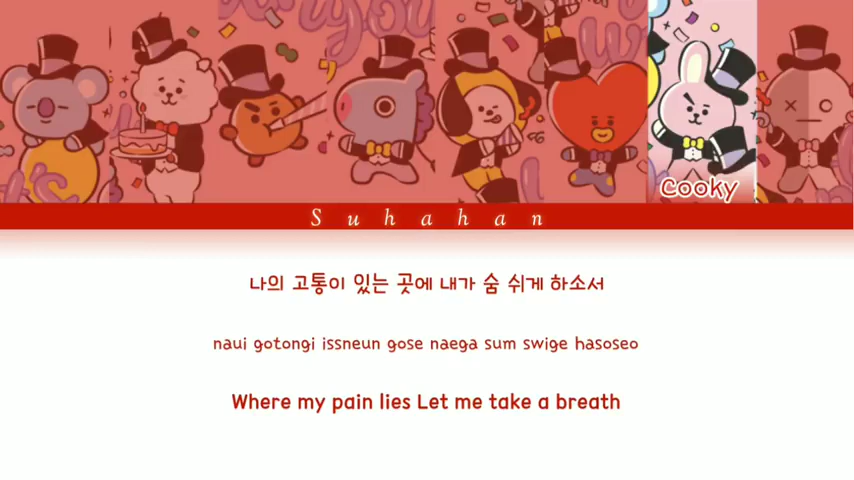 Cooky
Suhahan
나의 고통이 있는 곳에 내가 숨 쉬게 하소서
naui gotongi issneun gose naega sum swige hasoseo
Where my pain lies Let me take a breath